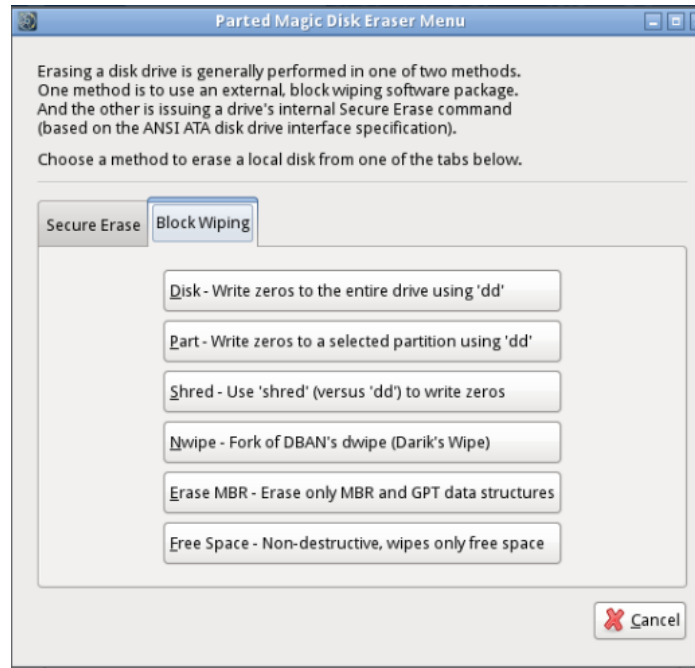 Parted Magic Disk Eraser Menu
Erasing a disk drive is generally performed in one of two methods.
One method is to use an external, block wiping software package.
And the other is issuing a drive's internal Secure Erase command
(based on the ANSI ATA disk drive interface specification).
Choose a method to erase a local disk from one of the tabs below.
Secure Erase
Block Wiping
Disk - Write zeros to the entire drive using 'dd'
Part - Write zeros to a selected partition using 'dd'
Shred - Use 'shred' (versus 'dd') to write zeros
Nwipe - Fork of DBAN's dwipe (Darik's Wipe)
Erase MBR - Erase only MBR and GPT data structures
Free Space - Non-destructive, wipes only free space
Cancel